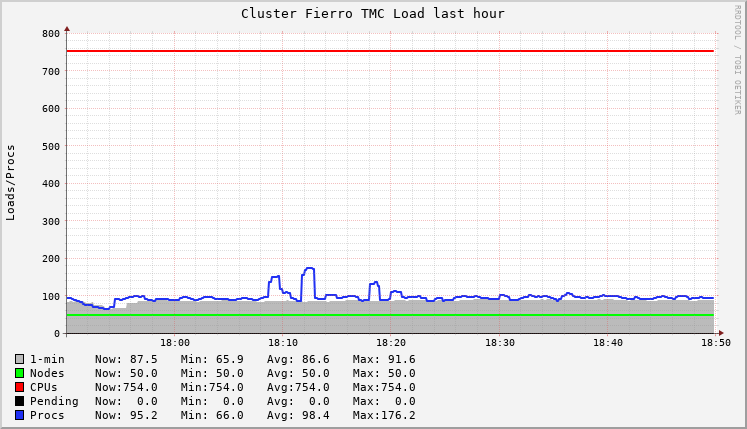 Cluster Fierro TMC Load last hour
RRDTOOL / TOBI OETIKER
Loads/Procs
800
700
600
500
400
300
200
100
0
18:00 18:10 18:20 18:30 18:40 18:50
1-min Now: 87.5 Min: 65.9 Avg: 86.6 Max: 91.6
Nodes Now: 50.0 Min: 50.0 Avg: 50.0 Max: 50.0
CPUs Now:754.0 Min:754.0 Avg:754.0 Max:754.0
Pending Now: 0.0 Min: 0.0 Avg: 0.0 Max: 0.0
Procs Now: 95.2 Min: 66.0 Avg: 98.4 Max:176.2